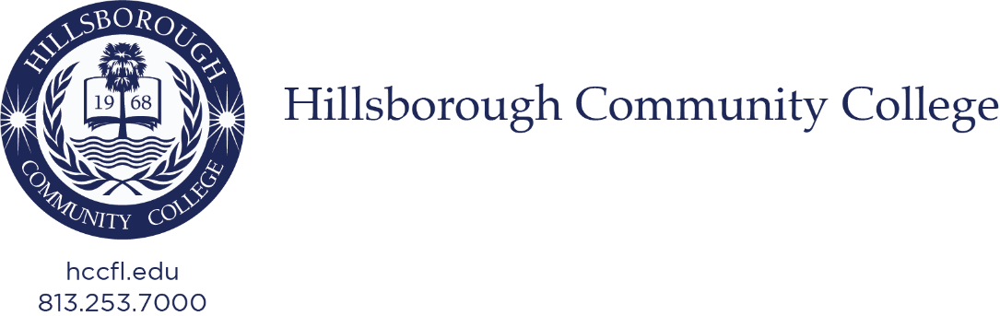 HILLSBOROUGH
19 68
COMMUNITY COLLEGE
Hillsborough Community College
hccfl.edu
813.253.7000